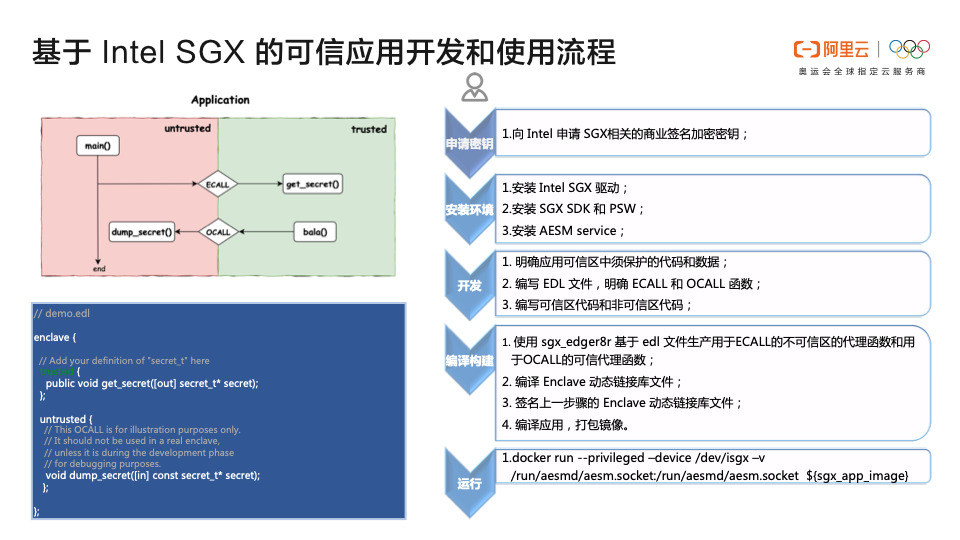 基于 Intel SGX 的可信应用开发和使用流程
阿里云
奥运会全球指定云服务商
Application
untrusted
trusted
main()
ECALL
get_secret()
dump_secret()
OCALL
bala()
end
// demo.edl
enclave {
// Add your definition of "secret_t" here
trusted {
public void get_secret([out] secret_t* secret);
};
untrusted {
// This OCALL is for illustration purposes only.
// It should not be used in a real enclave,
// unless it is during the development phase
// for debugging purposes.
void dump_secret([in] const secret_t* secret);
};
};
申请密钥
1.向 Intel 申请 SGX相关的商业签名加密密钥；
安装环境
1.安装 Intel SGX 驱动；
2.安装 SGX SDK 和 PSW；
3.安装 AESM service；
开发
1. 明确应用可信区中须保护的代码和数据；
2. 编写 EDL 文件，明确 ECALL 和 OCALL 函数；
3. 编写可信区代码和非可信区代码；
编译构建
1. 使用 sgx_edger8r 基于 edl 文件生产用于ECALL的不可信区的代理函数和用
于OCALL的可信代理函数；
2. 编译 Enclave 动态链接库文件；
3. 签名上一步骤的 Enclave 动态链接库文件；
4. 编译应用，打包镜像。
运行
1.docker run --privileged –device /dev/isgx –v
/run/aesmd/aesm.socket:/run/aesmd/aesm.socket ${sgx_app_image}